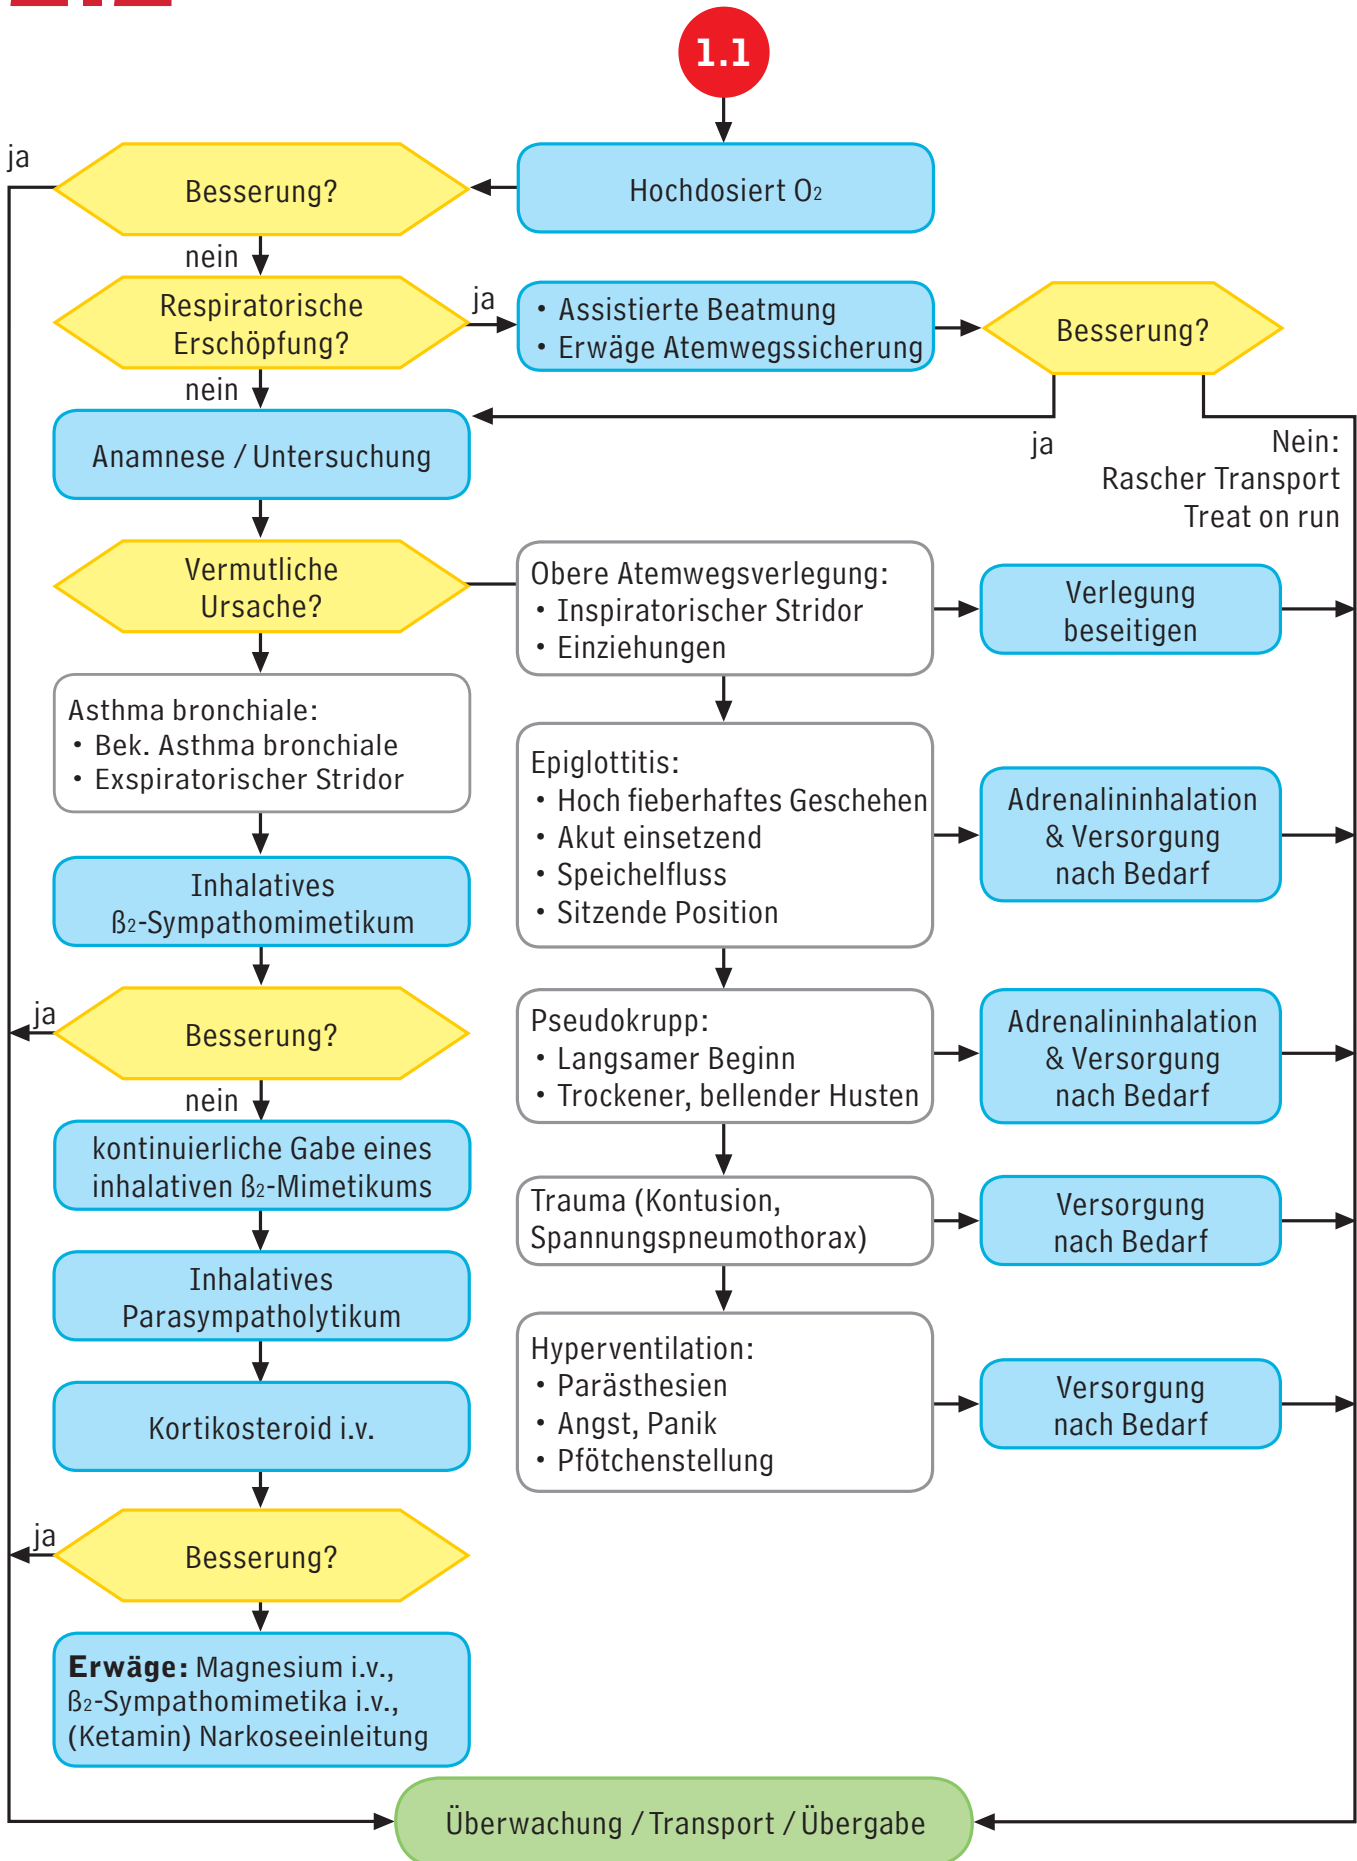 1.1
ja
Besserung?
Hochdosiert O₂
nein
Respiratorische
Erschöpfung?
ja
• Assistierte Beatmung
• Erwäge Atemwegssicherung
Besserung?
nein
Anamnese / Untersuchung
ja
Nein:
Rascher Transport
Treat on run
Vermutliche
Ursache?
Obere Atemwegsverlegung:
• Inspiratorischer Stridor
• Einziehungen
Verlegung
beseitigen
Asthma bronchiale:
• Bek. Asthma bronchiale
• Exspiratorischer Stridor
Epiglottitis:
• Hoch fieberhaftes Geschehen
• Akut einsetzend
• Speichelfluss
• Sitzende Position
Adrenalininhalation
& Versorgung
nach Bedarf
Inhalatives
ß₂-Sympathomimetikum
ja
Besserung?
Pseudokrupp:
• Langsamer Beginn
• Trockener, bellender Husten
Adrenalininhalation
& Versorgung
nach Bedarf
nein
kontinuierliche Gabe eines
inhalativen ß₂-Mimetikums
Trauma (Kontusion,
Spannungspneumothorax)
Versorgung
nach Bedarf
Inhalatives
Parasympatholytikum
Hyperventilation:
• Parästhesien
• Angst, Panik
• Pfötchenstellung
Versorgung
nach Bedarf
Kortikosteroid i.v.
ja
Besserung?
Erwäge: Magnesium i.v.,
ß₂-Sympathomimetika i.v.,
(Ketamin) Narkoseeinleitung
Überwachung / Transport / Übergabe